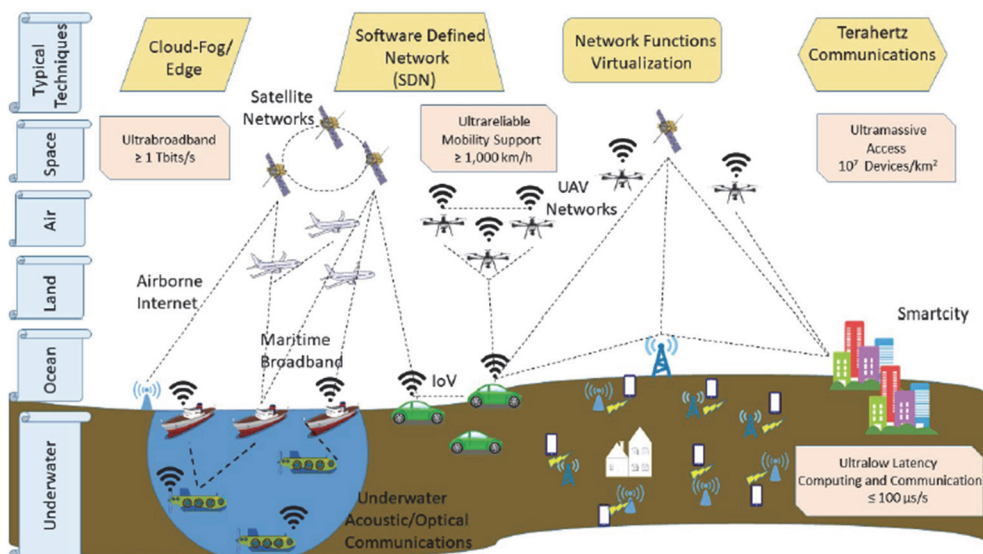 Typical
Techniques
Cloud-Fog/
Edge
Software Defined
Network
(SDN)
Network Functions
Virtualization
Terahertz
Communications
Space
Ultrabroadband
≥ 1 Tbits/s
Satellite
Networks
Ultrareliable
Mobility Support
≥ 1,000 km/h
Ultramassive
Access
10⁷ Devices/km²
Air
UAV
Networks
Land
Airborne
Internet
Smartcity
Ocean
Maritime
Broadband
IoV
Underwater
Underwater
Acoustic/Optical
Communications
Ultralow Latency
Computing and Communication
≤ 100 µs/s